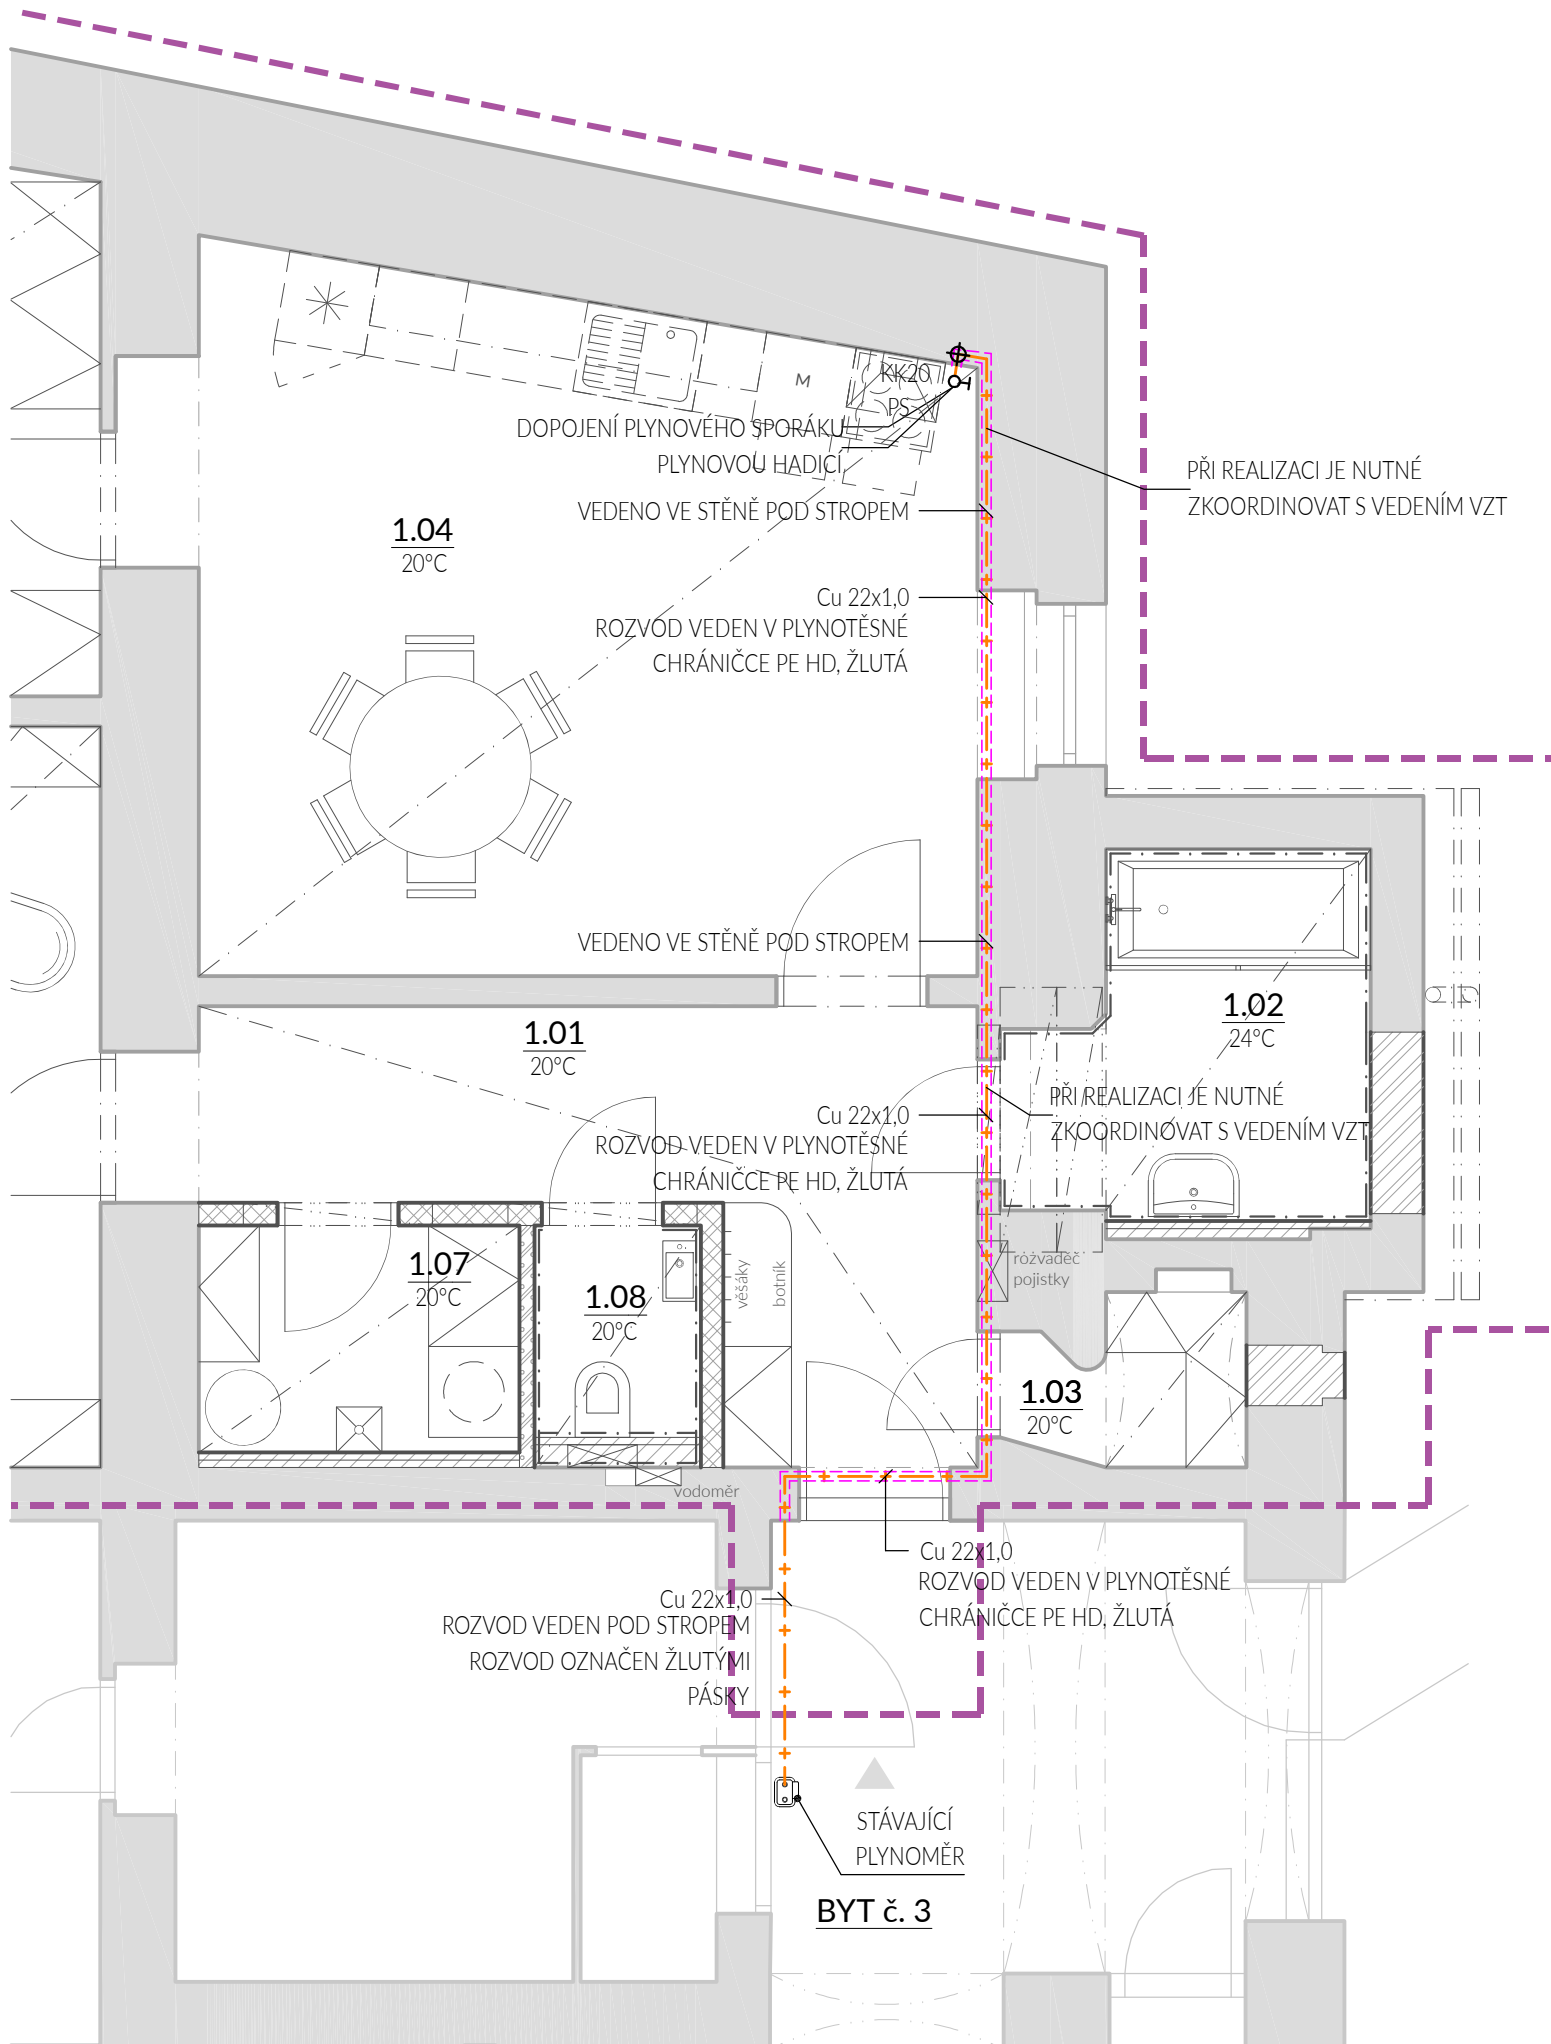 KK20
M
PS
DOPOJENÍ PLYNOVÉHO SPORÁKU
PLYNOVOU HADICÍ
PŘI REALIZACI JE NUTNÉ
ZKOORDINOVAT S VEDENÍM VZT
VEDENO VE STĚNĚ POD STROPEM
1.04
20°C
Cu 22x1,0
ROZVOD VEDEN V PLYNOTĚSNÉ
CHRÁNIČCE PE HD, ŽLUTÁ
VEDENO VE STĚNĚ POD STROPEM
1.02
24°C
1.01
20°C
PŘI REALIZACI JE NUTNÉ
ZKOORDINOVAT S VEDENÍM VZT
Cu 22x1,0
ROZVOD VEDEN V PLYNOTĚSNÉ
CHRÁNIČCE PE HD, ŽLUTÁ
1.07
20°C
1.08
20°C
věšáky
botník
rozvaděč
pojistky
1.03
20°C
vodoměr
Cu 22x1,0
ROZVOD VEDEN V PLYNOTĚSNÉ
CHRÁNIČCE PE HD, ŽLUTÁ
Cu 22x1,0
ROZVOD VEDEN POD STROPEM
ROZVOD OZNAČEN ŽLUTÝMI
PÁSKY
STÁVAJÍCÍ
PLYNOMĚR
BYT č. 3